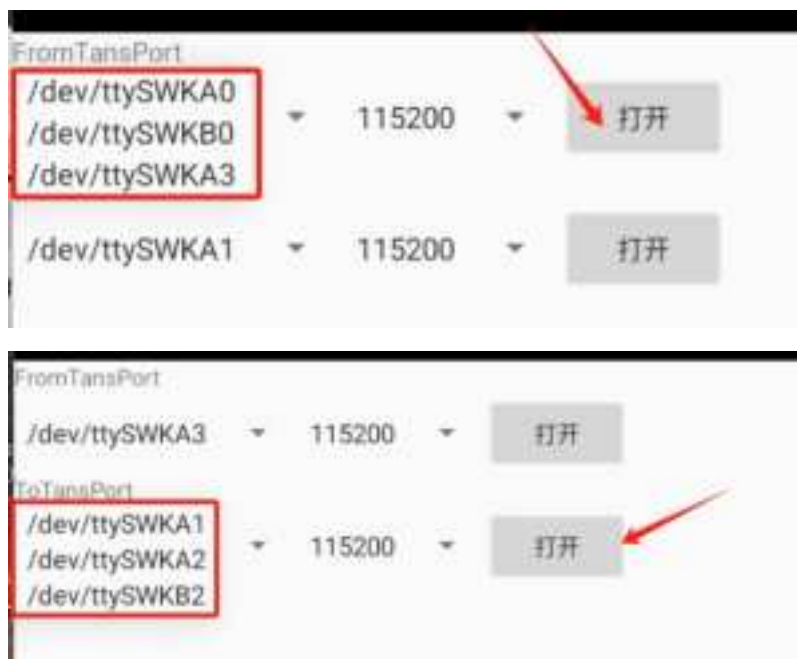 FromTansPort
/dev/ttySWKA0
/dev/ttySWKB0
/dev/ttySWKA3
115200
打开
/dev/ttySWKA1
115200
打开
FromTansPort
/dev/ttySWKA3
115200
打开
ToTansPort
/dev/ttySWKA1
/dev/ttySWKA2
/dev/ttySWKB2
115200
打开